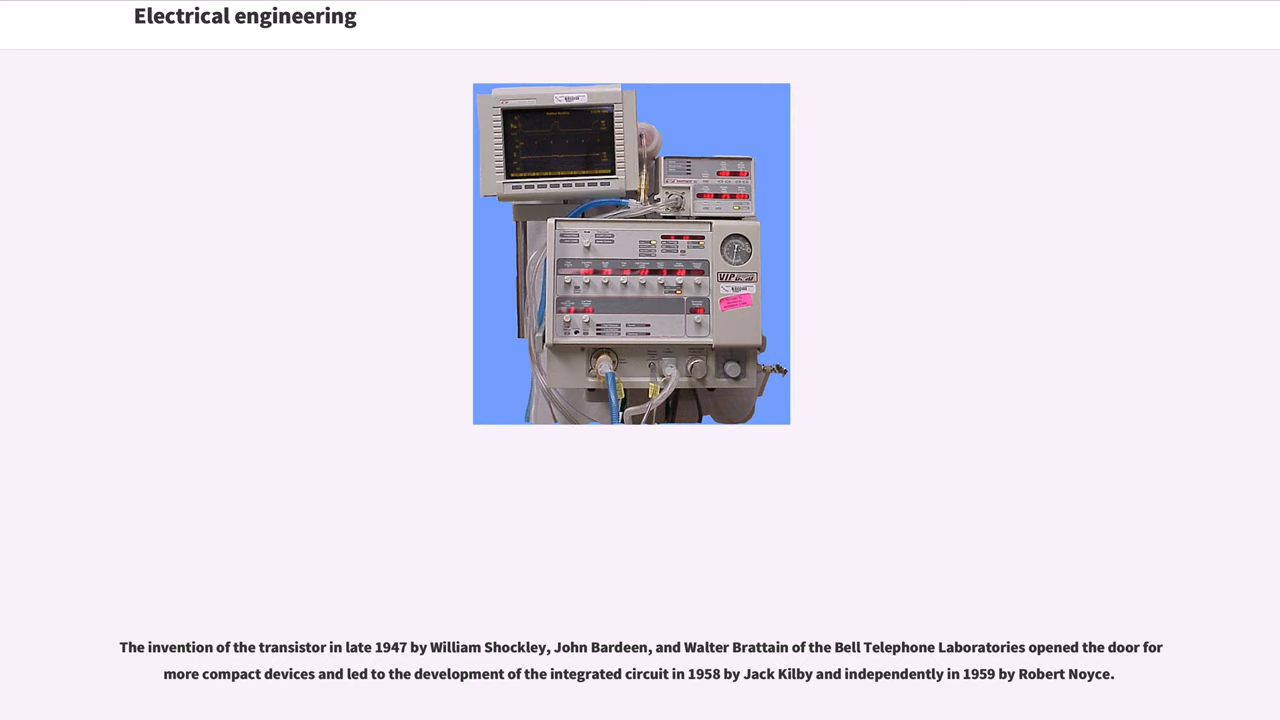 Electrical engineering
VIP
The invention of the transistor in late 1947 by William Shockley, John Bardeen, and Walter Brattain of the Bell Telephone Laboratories opened the door for
more compact devices and led to the development of the integrated circuit in 1958 by Jack Kilby and independently in 1959 by Robert Noyce.